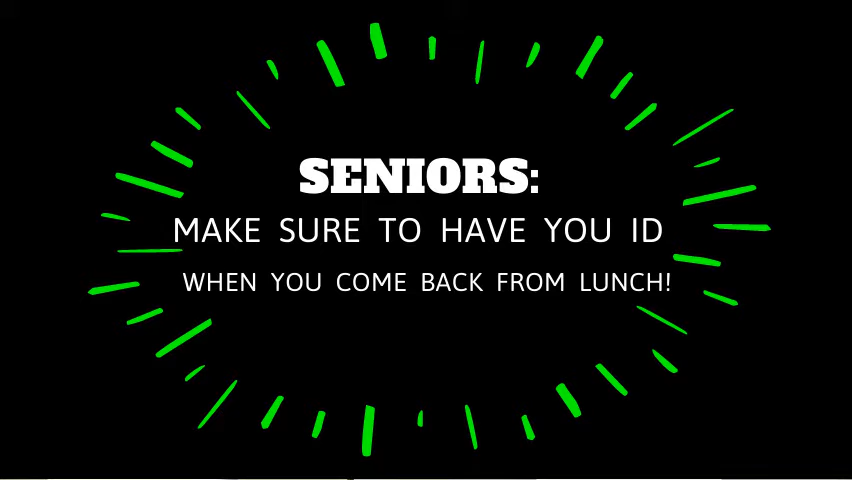 SENIORS:
MAKE SURE TO HAVE YOU ID
WHEN YOU COME BACK FROM LUNCH!